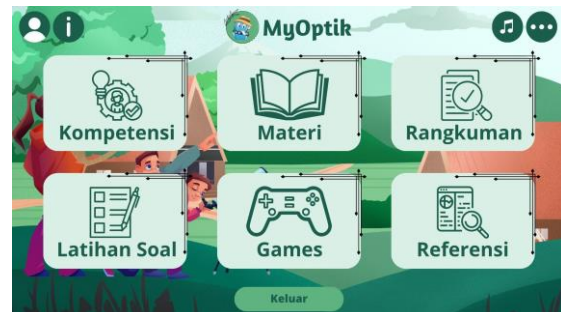 MyOptik
Kompetensi
Materi
Rangkuman
Latihan Soal
Games
Referensi
Keluar